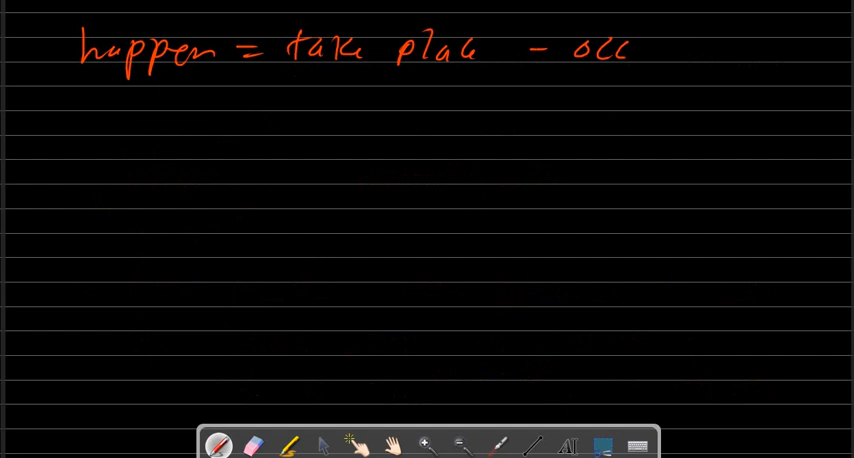 happen = take place - occ